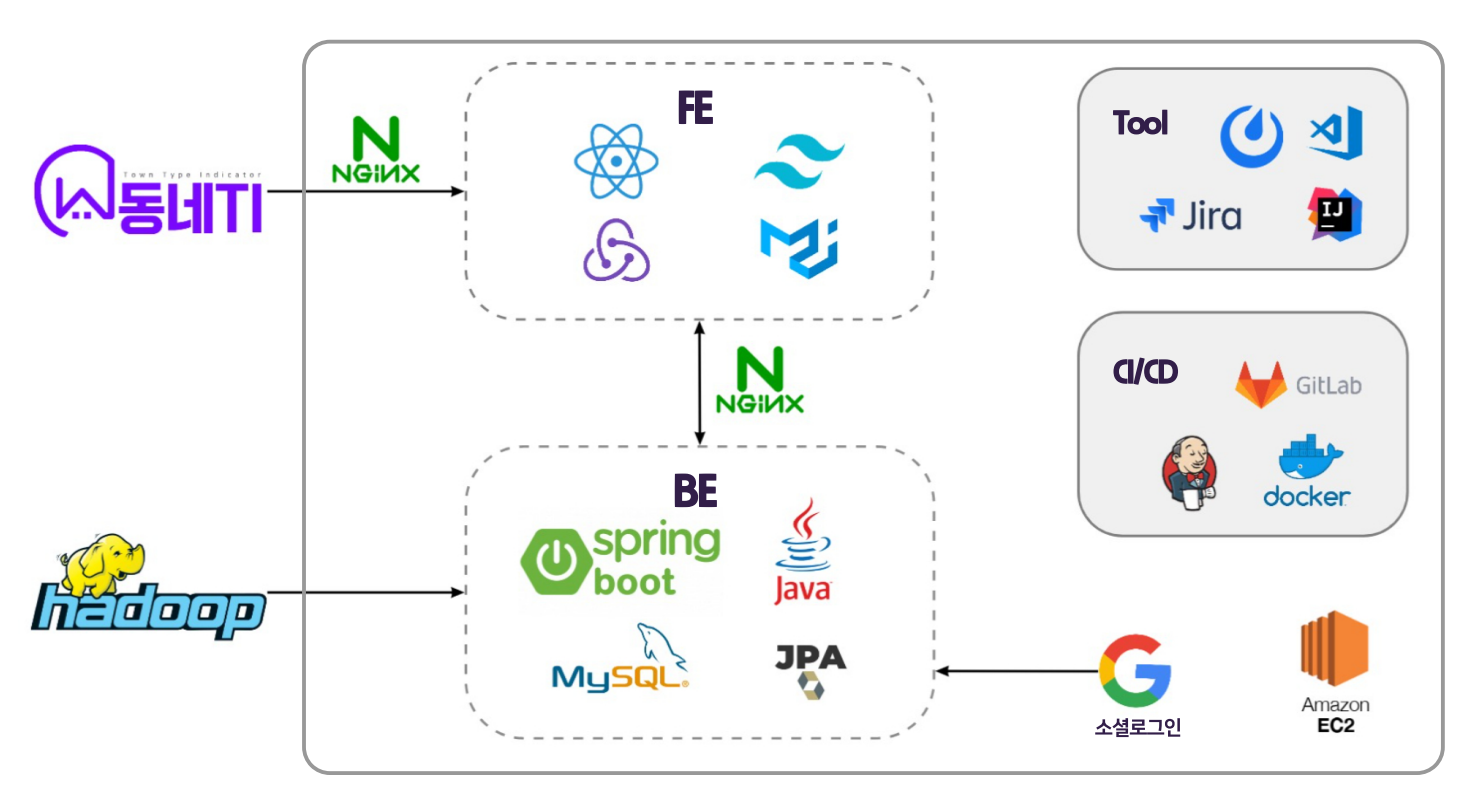 FE
NGiNX
Town Type Indicator
동네TI
Tool
Jira
IJ
NGiNX
CI/CD
GitLab
docker
BE
spring
boot
Java
MySQL®
JPA
hadoop
소셜로그인
Amazon
EC2